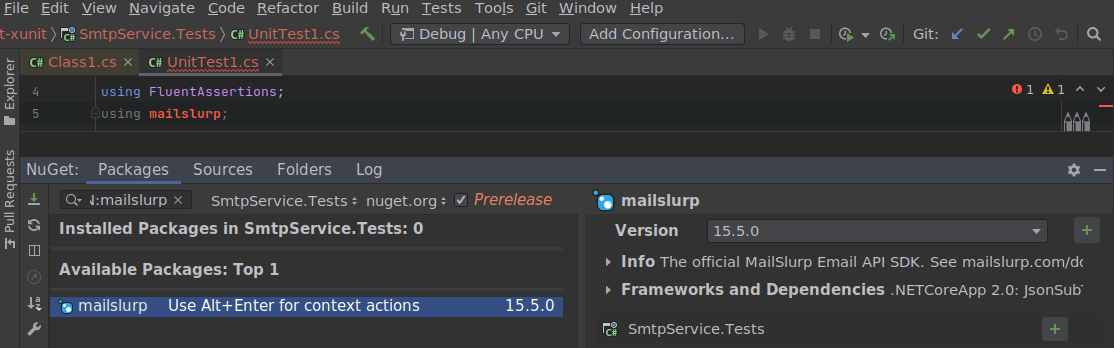 File Edit View Navigate Code Refactor Build Run Tests Tools Git Window Help
t-xunit SmtpService.Tests C# UnitTest1.cs Debug | Any CPU Add Configuration... Git:
C# Class1.cs × C# UnitTest1.cs ×
Explorer
Pull Requests
4 using FluentAssertions; 1 1
5 using mailslurp;
NuGet: Packages Sources Folders Log
:mailslurp × SmtpService.Tests nuget.org Prerelease
Installed Packages in SmtpService.Tests: 0
Available Packages: Top 1
mailslurp Use Alt+Enter for context actions 15.5.0
mailslurp
Version 15.5.0
Info The official MailSlurp Email API SDK. See mailslurp.com/do
Frameworks and Dependencies .NETCoreApp 2.0: JsonSubT
C# SmtpService.Tests